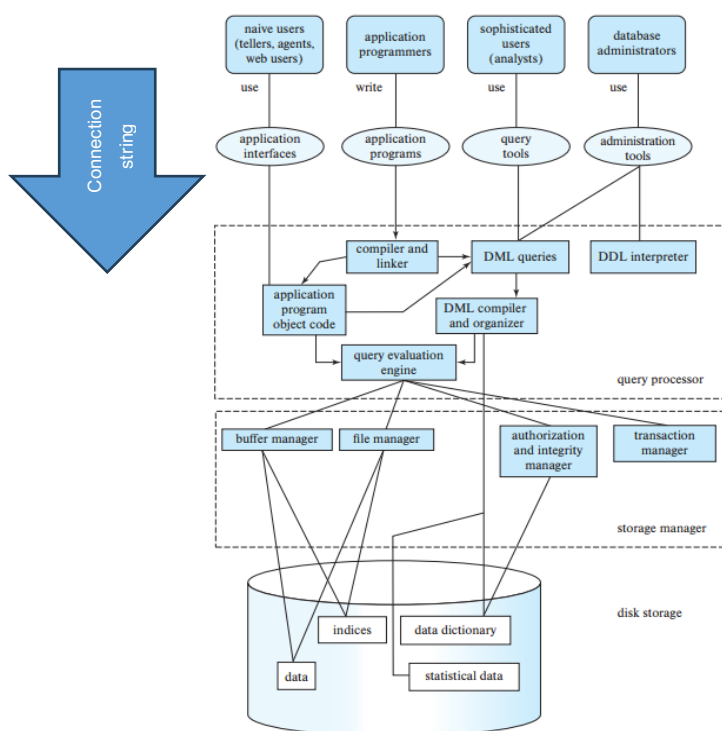 naive users
(tellers, agents,
web users)
application
programmers
sophisticated
users
(analysts)
database
administrators
use
write
use
use
Connection
string
application
interfaces
application
programs
query
tools
administration
tools
compiler and
linker
DML queries
DDL interpreter
application
program
object code
DML compiler
and organizer
query evaluation
engine
query processor
buffer manager
file manager
authorization
and integrity
manager
transaction
manager
storage manager
disk storage
indices
data dictionary
data
statistical data